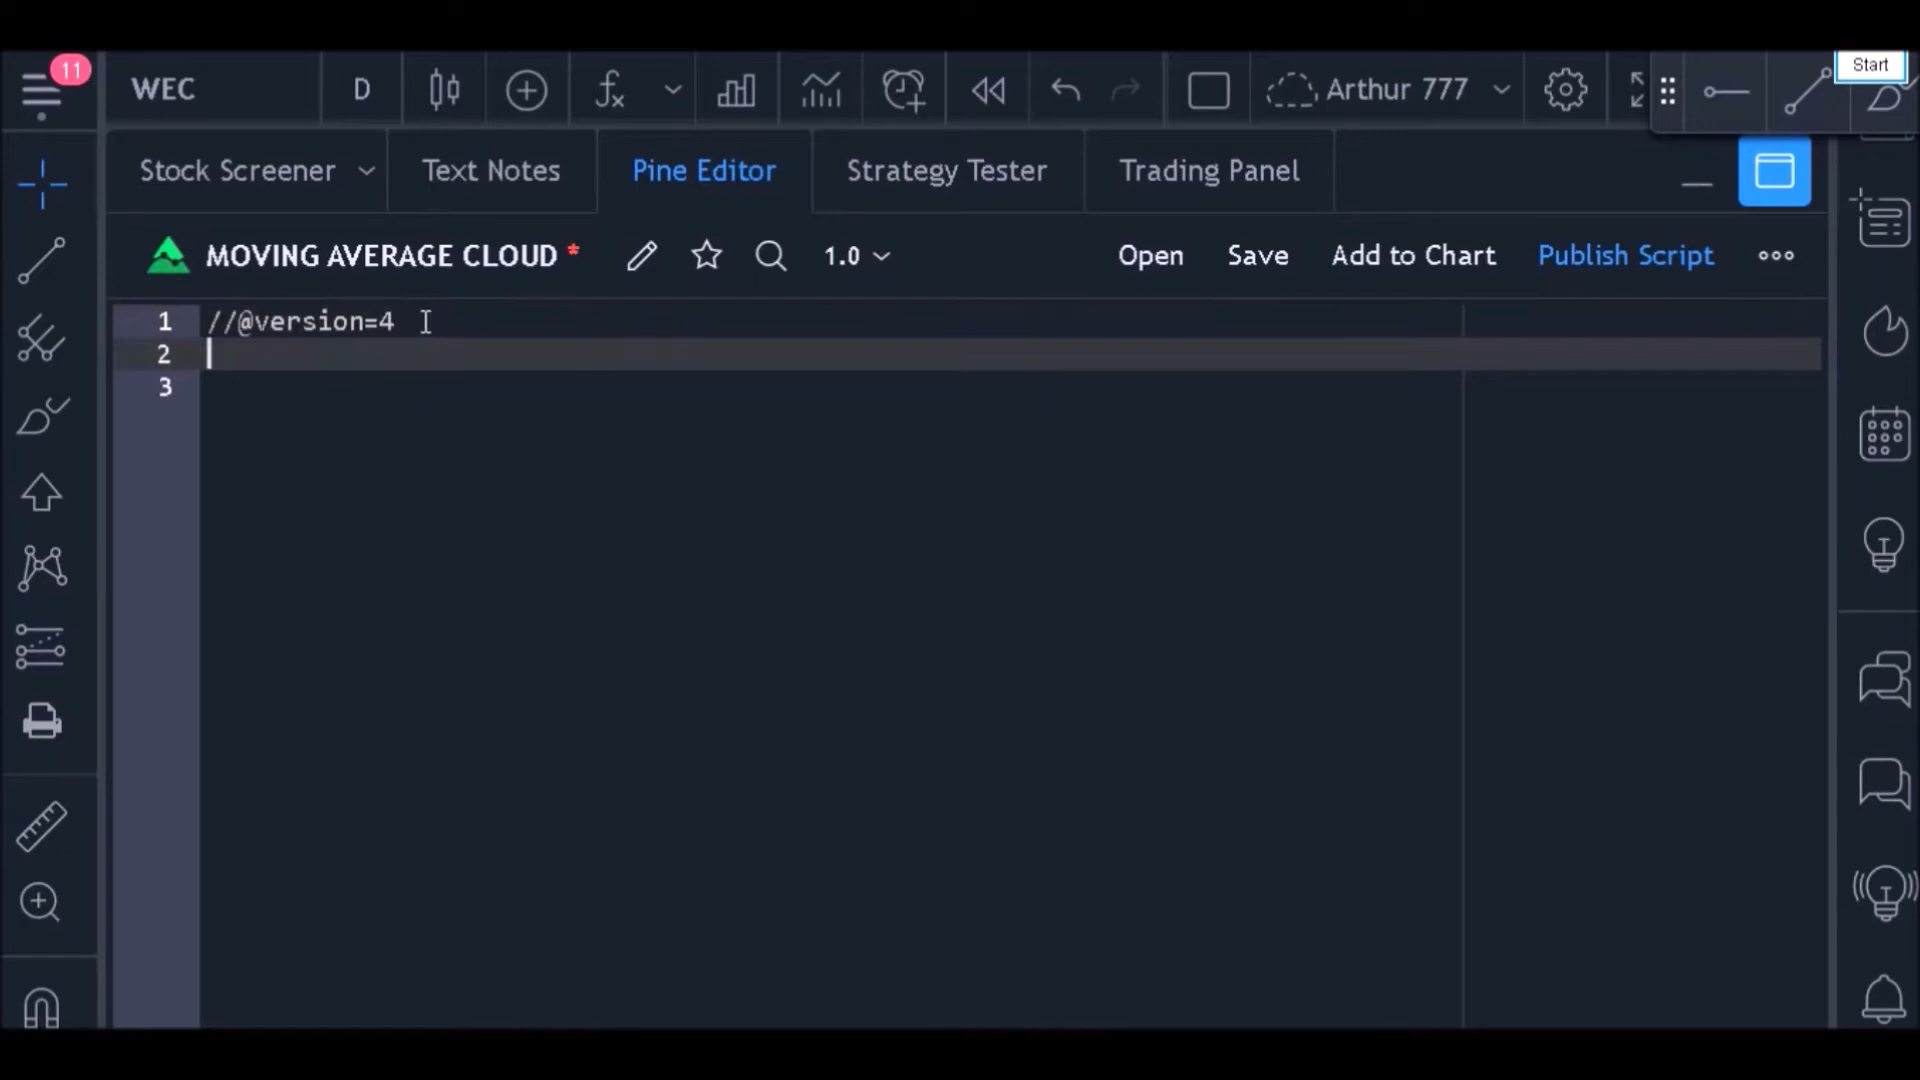 11
WEC D Arthur 777 Start
Stock Screener Text Notes Pine Editor Strategy Tester Trading Panel
MOVING AVERAGE CLOUD * 1.0 Open Save Add to Chart Publish Script
1 //@version=4
2
3